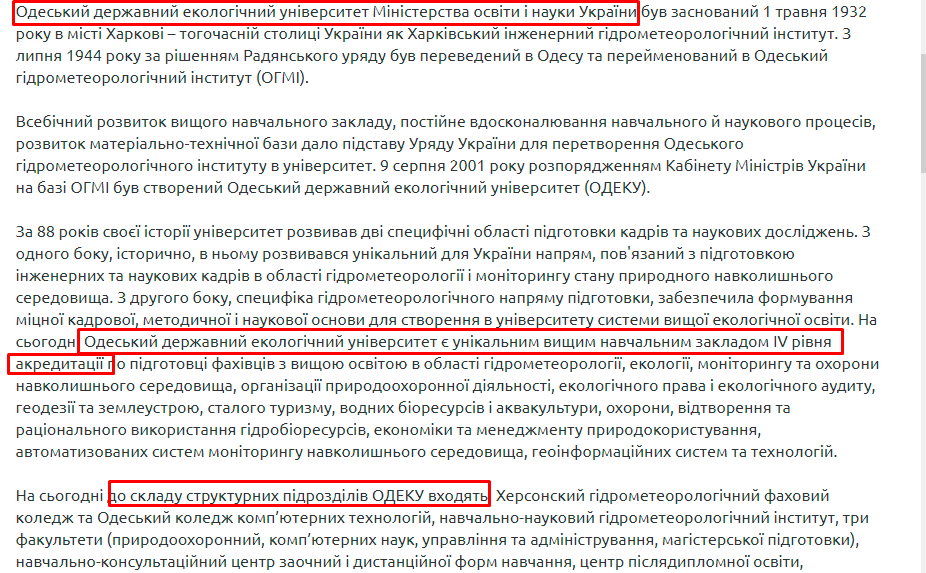 Одеський державний екологічний університет Міністерства освіти і науки України був заснований 1 травня 1932
року в місті Харкові – тогочасній столиці України як Харківський інженерний гідрометеорологічний інститут. З
липня 1944 року за рішенням Радянського уряду був переведений в Одесу та перейменований в Одеський
гідрометеорологічний інститут (ОГМІ).
Всебічний розвиток вищого навчального закладу, постійне вдосконалювання навчального й наукового процесів,
розвиток матеріально-технічної бази дало підставу Уряду України для перетворення Одеського
гідрометеорологічного інституту в університет. 9 серпня 2001 року розпорядженням Кабінету Міністрів України
на базі ОГМІ був створений Одеський державний екологічний університет (ОДЕКУ).
За 88 років своєї історії університет розвивав дві специфічні області підготовки кадрів та наукових досліджень. З
одного боку, історично, в ньому розвивався унікальний для України напрям, пов'язаний з підготовкою
інженерних та наукових кадрів в області гідрометеорології і моніторингу стану природного навколишнього
середовища. З другого боку, специфіка гідрометеорологічного напряму підготовки, забезпечила формування
міцної кадрової, методичної і наукової основи для створення в університету системи вищої екологічної освіти. На
сьогодні Одеський державний екологічний університет є унікальним вищим навчальним закладом IV рівня
акредитації по підготовці фахівців з вищою освітою в області гідрометеорології, екології, моніторингу та охорони
навколишнього середовища, організації природоохоронної діяльності, екологічного права і екологічного аудиту,
геодезії та землеустрою, сталого туризму, водних біоресурсів і аквакультури, охорони, відтворення та
раціонального використання гідробіоресурсів, економіки та менеджменту природокористування,
автоматизованих систем моніторингу навколишнього середовища, геоінформаційних систем та технологій.
На сьогодні до складу структурних підрозділів ОДЕКУ входять Херсонский гідрометеорологічний фаховий
коледж та Одеський коледж комп’ютерних технологій, навчально-науковий гідрометеорологічний інститут, три
факультети (природоохоронний, комп’ютерних наук, управління та адміністрування, магістерської підготовки),
навчально-консультаційний центр заочний і дистанційної форм навчання, центр післядипломної освіти,